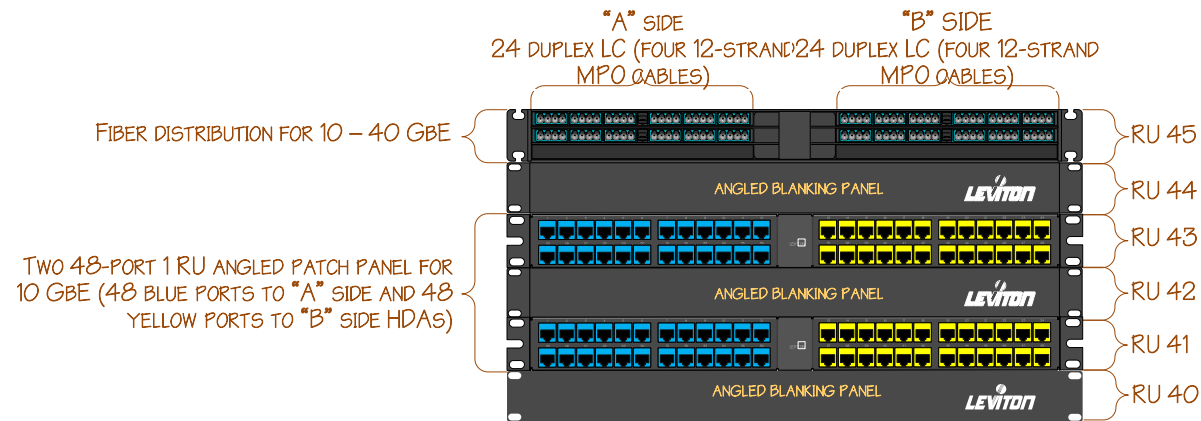 “A” SIDE
24 DUPLEX LC (FOUR 12-STRAND
MPO CABLES)
“B” SIDE
24 DUPLEX LC (FOUR 12-STRAND
MPO CABLES)
FIBER DISTRIBUTION FOR 10 – 40 GBE
RU 45
ANGLED BLANKING PANEL
LEVITON
RU 44
RU 43
TWO 48-PORT 1 RU ANGLED PATCH PANEL FOR
10 GBE (48 BLUE PORTS TO “A” SIDE AND 48
YELLOW PORTS TO “B” SIDE HDAS)
ANGLED BLANKING PANEL
LEVITON
RU 42
RU 41
ANGLED BLANKING PANEL
LEVITON
RU 40